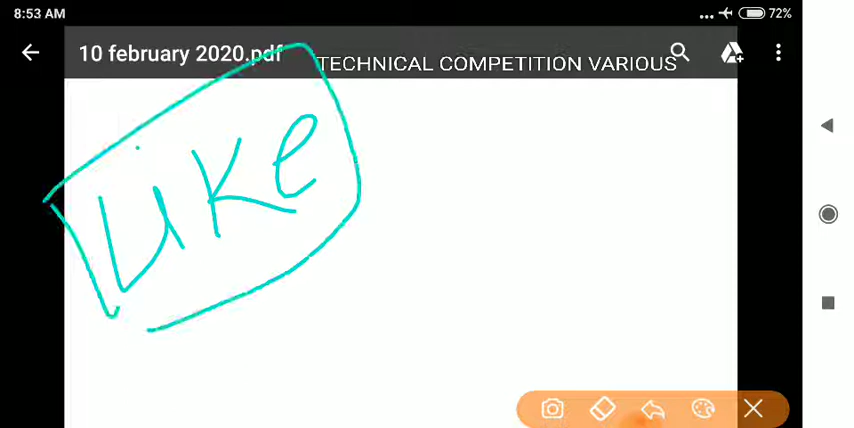 8:53 AM
72%
10 february 2020.pdf
TECHNICAL COMPETITION VARIOUS
Like